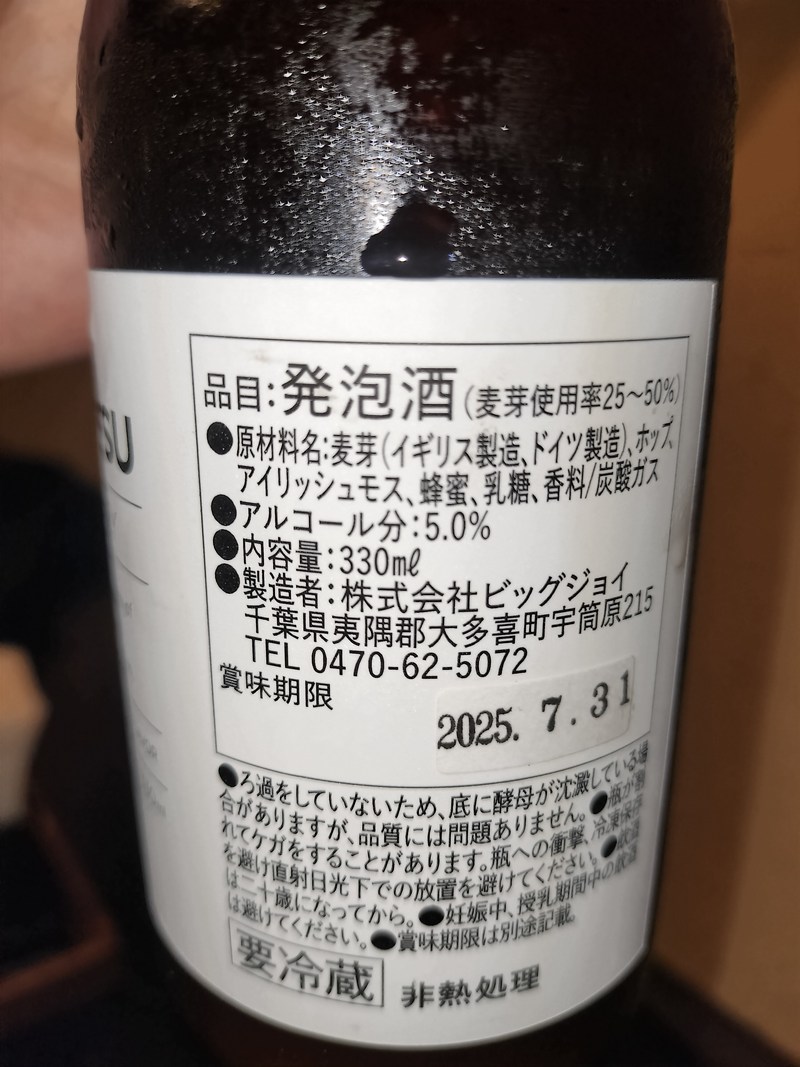 TSU
品目:発泡酒(麦芽使用率25〜50%)
●原材料名:麦芽(イギリス製造、ドイツ製造)、ホップ、
アイリッシュモス、蜂蜜、乳糖、香料/炭酸ガス
●アルコール分:5.0%
●内容量:330㎖
●製造者:株式会社ビッグジョイ
千葉県夷隅郡大多喜町宇筒原215
TEL 0470-62-5072
賞味期限
2025. 7. 31
●ろ過をしていないため、底に酵母が沈澱している場
合がありますが、品質には問題ありません。●瓶が割
れてケガをすることがあります。瓶への衝撃、冷凍保存
を避け直射日光下での放置を避けてください。●飲酒
は二十歳になってから。●妊娠中、授乳期間中の飲酒
は避けてください。●賞味期限は別途記載。
要冷蔵 非熱処理